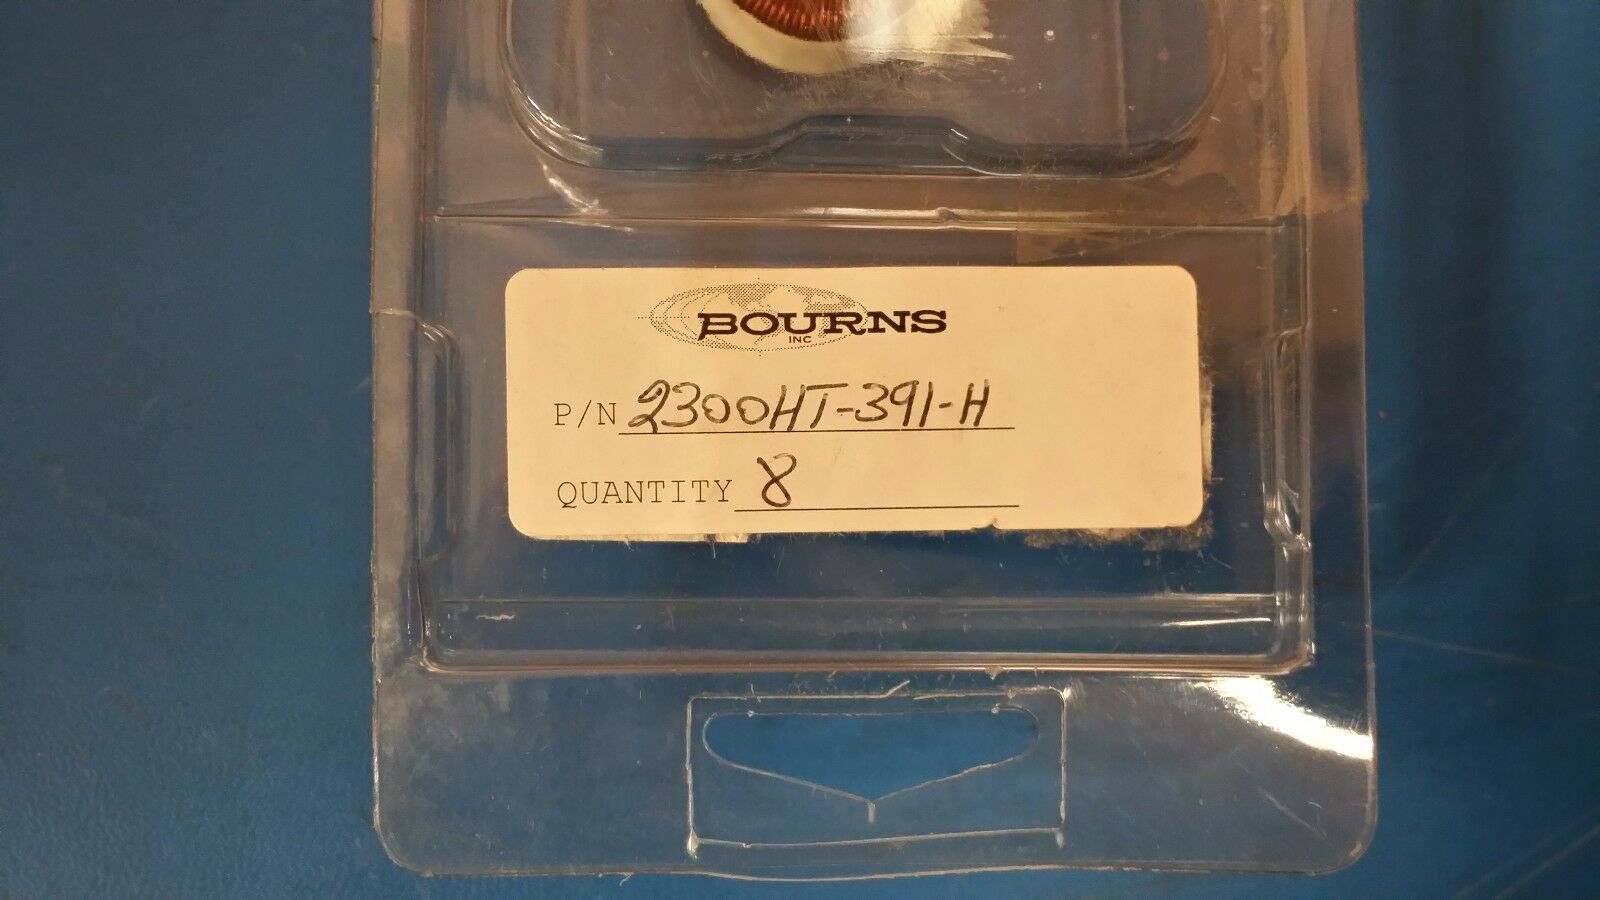 BOURNS
INC
P/N 2300HT-391-H
QUANTITY 8